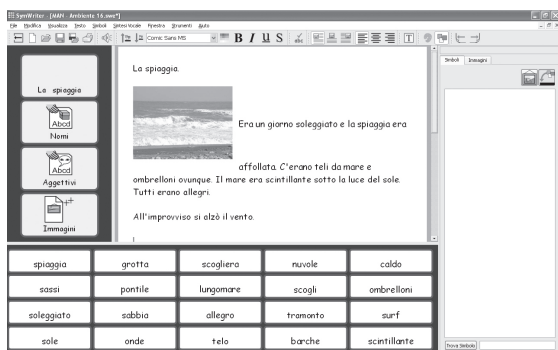 SymWriter - [MAN - Ambiente 16.swe*]
File Modifica Visualizza Testo Simboli Sintesi Vocale Finestra Strumenti Aiuto
Comic Sans MS B I U S T
Simboli Immagini
La spiaggia
Abcd
Nomi
Abcd
Aggettivi
Immagini
La spiaggia.
Era un giorno soleggiato e la spiaggia era
affollata. C'erano teli da mare e
ombrelloni ovunque. Il mare era scintillante sotto la luce del sole.
Tutti erano allegri.
All'improvviso si alzò il vento.
spiaggia grotta scogliera nuvole caldo
sassi pontile lungomare scogli ombrelloni
soleggiato sabbia allegro tramonto surf
sole onde telo barche scintillante
Trova Simbolo